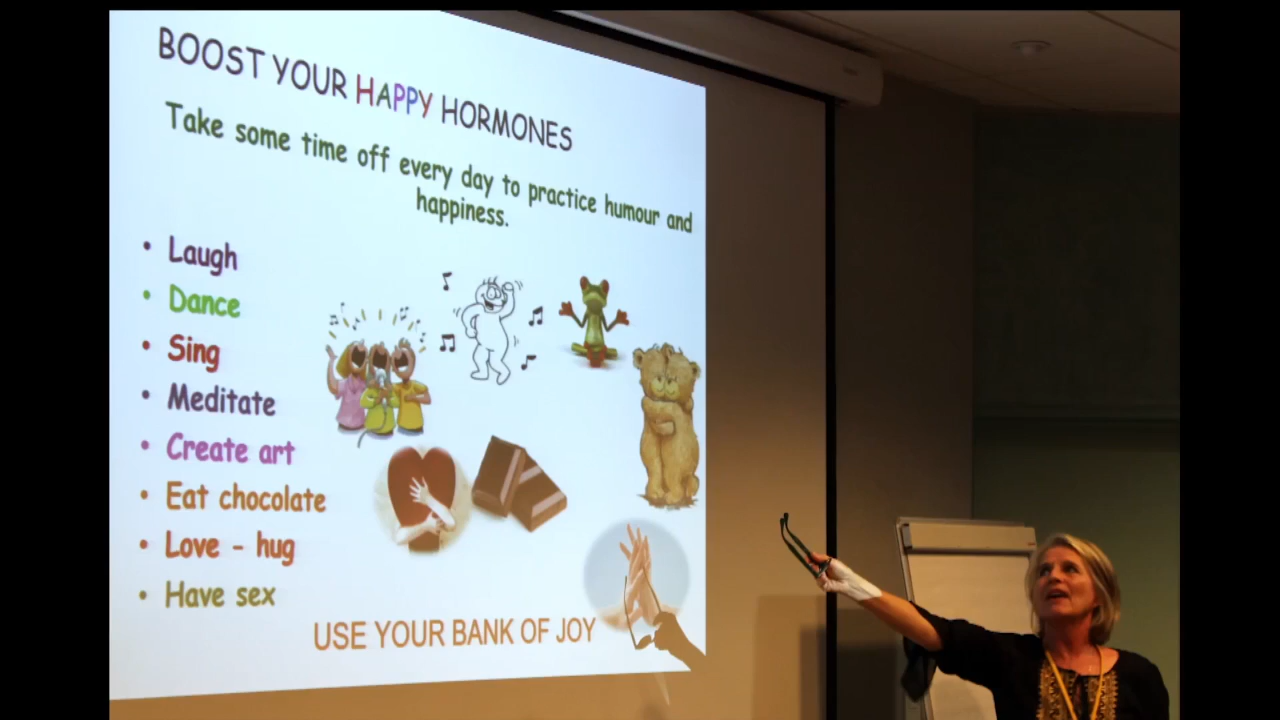 BOOST YOUR HAPPY HORMONES
Take some time off every day to practice humour and
happiness.
• Laugh
• Dance
• Sing
• Meditate
• Create art
• Eat chocolate
• Love - hug
• Have sex
USE YOUR BANK OF JOY